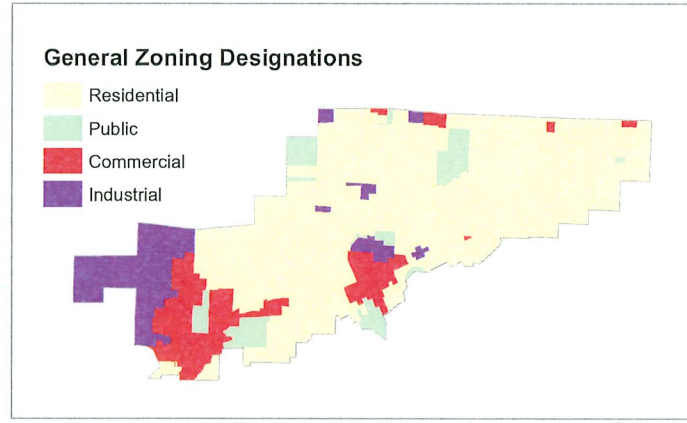 General Zoning Designations
Residential
Public
Commercial
Industrial